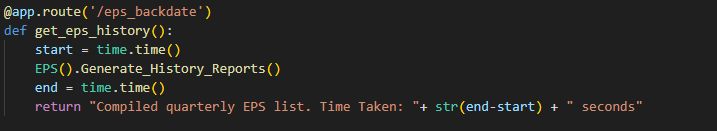 @app.route('/eps_backdate')
def get_eps_history():
    start = time.time()
    EPS().Generate_History_Reports()
    end = time.time()
    return "Compiled quarterly EPS list. Time Taken: "+ str(end-start) + " seconds"